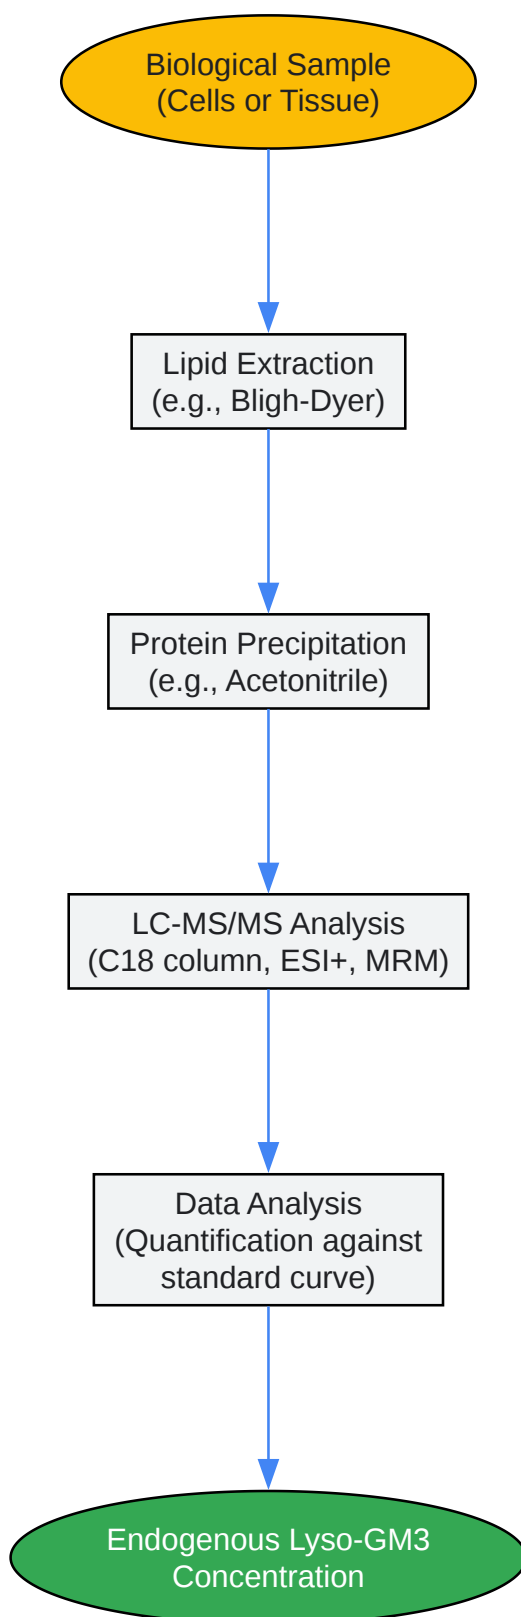 Biological Sample
(Cells or Tissue)
Lipid Extraction
(e.g., Bligh-Dyer)
Protein Precipitation
(e.g., Acetonitrile)
LC-MS/MS Analysis
(C18 column, ESI+, MRM)
Data Analysis
(Quantification against
standard curve)
Endogenous Lyso-GM3
Concentration